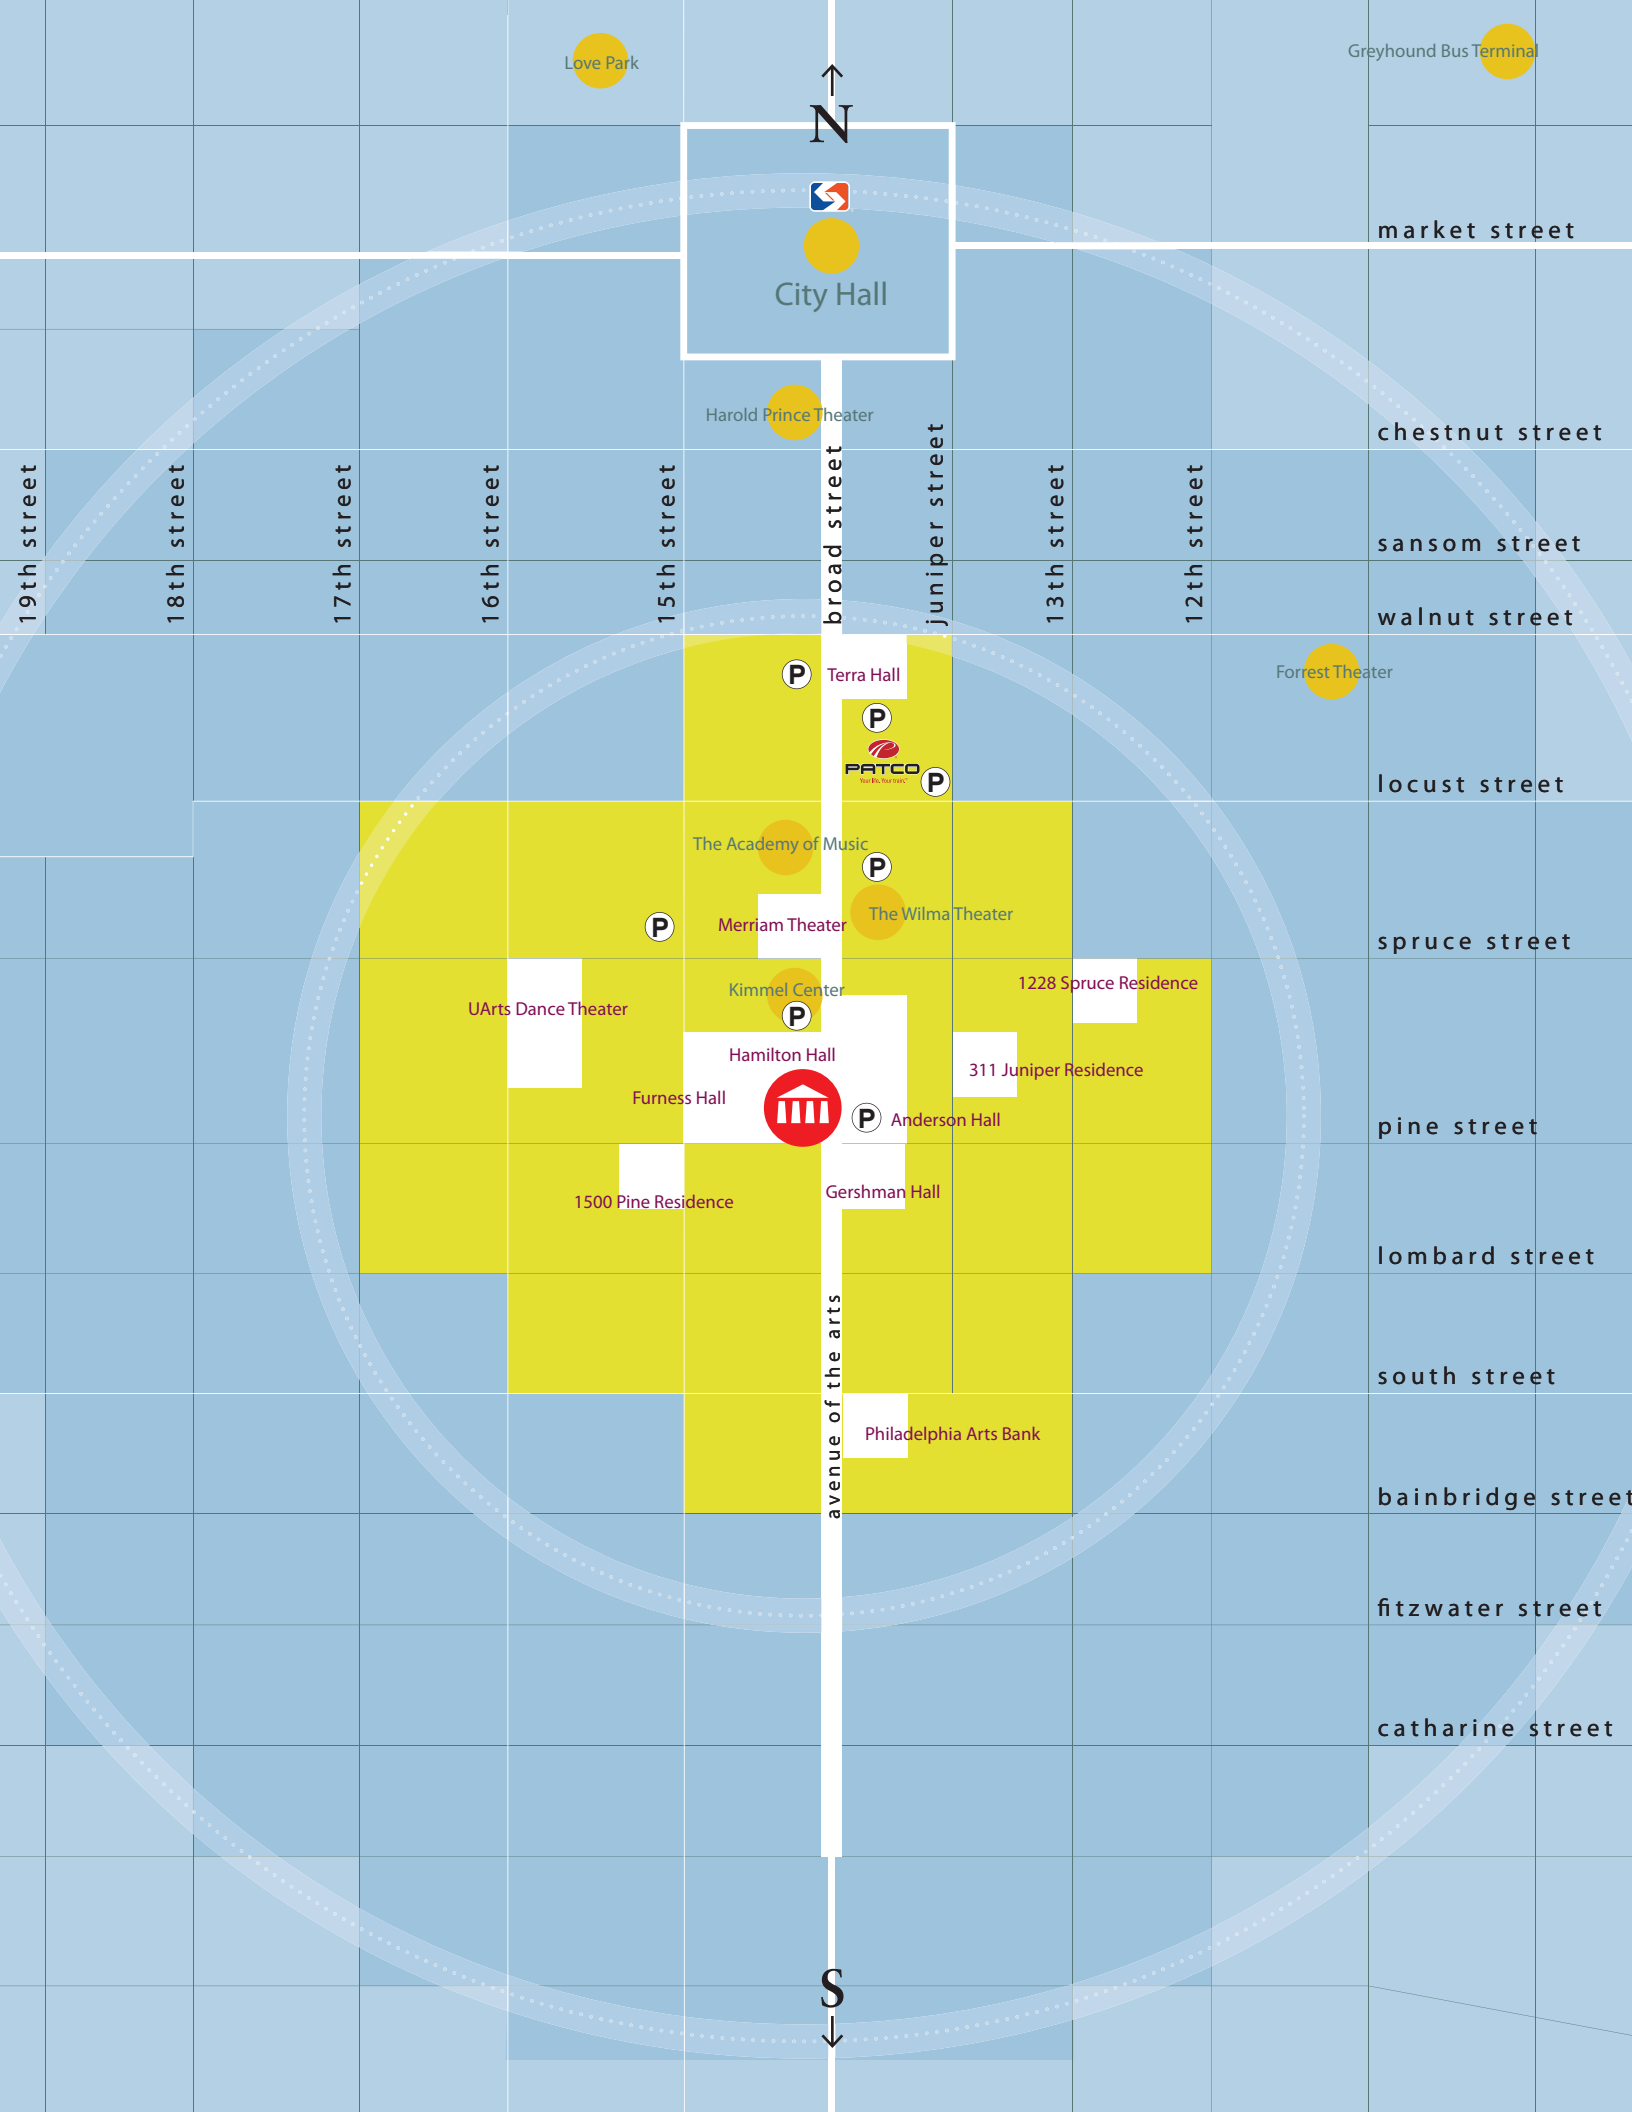 Love Park
Greyhound Bus Terminal
N
market street
City Hall
Harold Prince Theater
chestnut street
19th street
18th street
17th street
16th street
15th street
broad street
juniper street
13th street
12th street
sansom street
walnut street
P
Terra Hall
Forrest Theater
P
PATCO
Your life. Your train.
P
locust street
The Academy of Music
P
The Wilma Theater
Merriam Theater
P
spruce street
1228 Spruce Residence
Kimmel Center
UArts Dance Theater
P
Hamilton Hall
311 Juniper Residence
Furness Hall
P
Anderson Hall
pine street
Gershman Hall
1500 Pine Residence
lombard street
avenue of the arts
south street
Philadelphia Arts Bank
bainbridge street
fitzwater street
catharine street
S